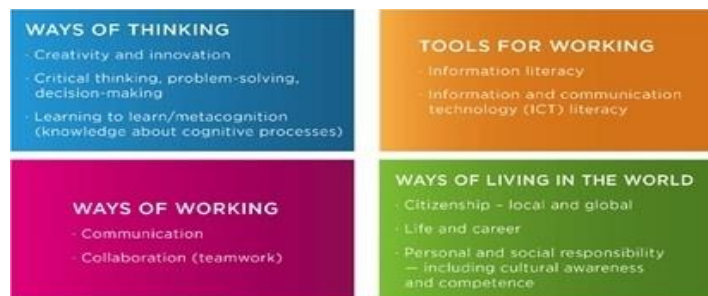 WAYS OF THINKING
· Creativity and innovation
· Critical thinking, problem-solving,
decision-making
· Learning to learn/metacognition
(knowledge about cognitive processes)
TOOLS FOR WORKING
· Information literacy
· Information and communication
technology (ICT) literacy
WAYS OF WORKING
· Communication
· Collaboration (teamwork)
WAYS OF LIVING IN THE WORLD
· Citizenship – local and global
· Life and career
· Personal and social responsibility
— including cultural awareness
and competence